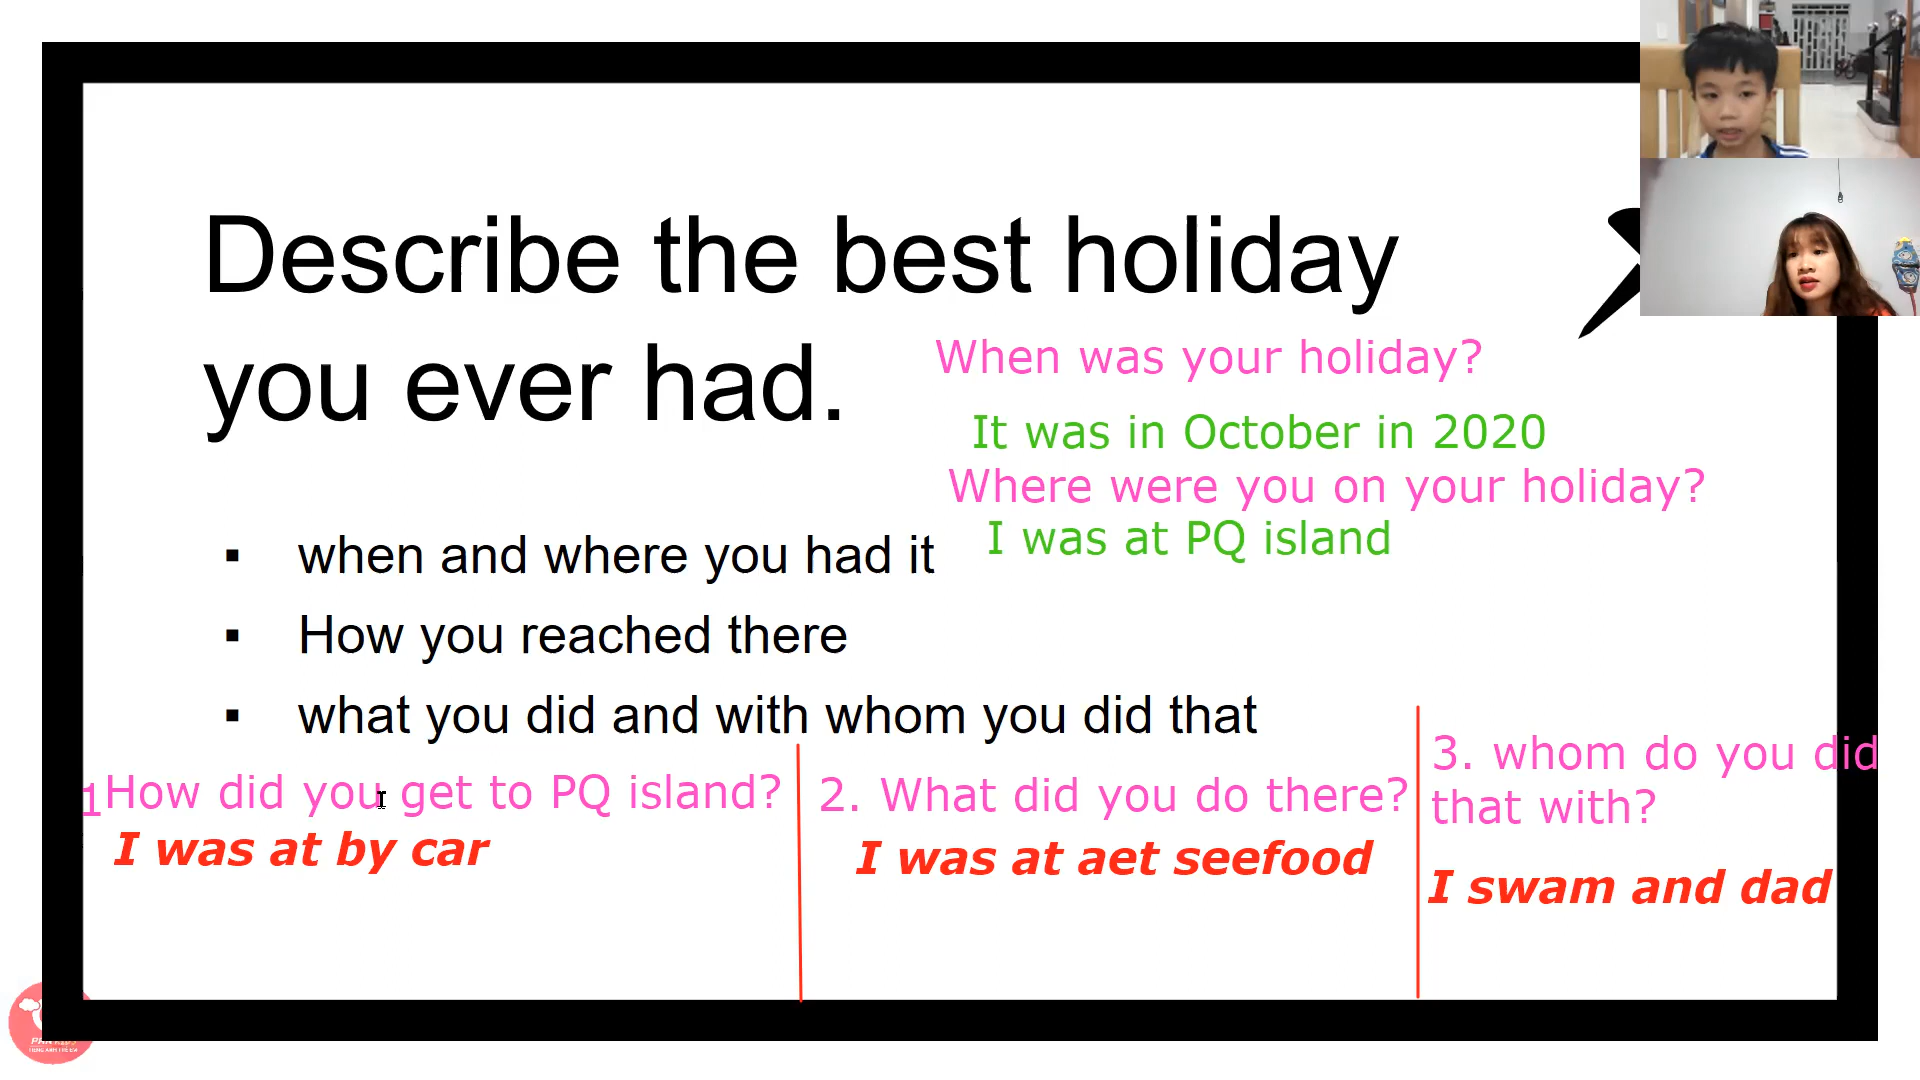 Describe the best holiday
you ever had.
When was your holiday?
It was in October in 2020
Where were you on your holiday?
I was at PQ island
▪ when and where you had it
▪ How you reached there
▪ what you did and with whom you did that
1How did you get to PQ island?
I was at by car
2. What did you do there?
I was at aet seefood
3. whom do you did
that with?
I swam and dad